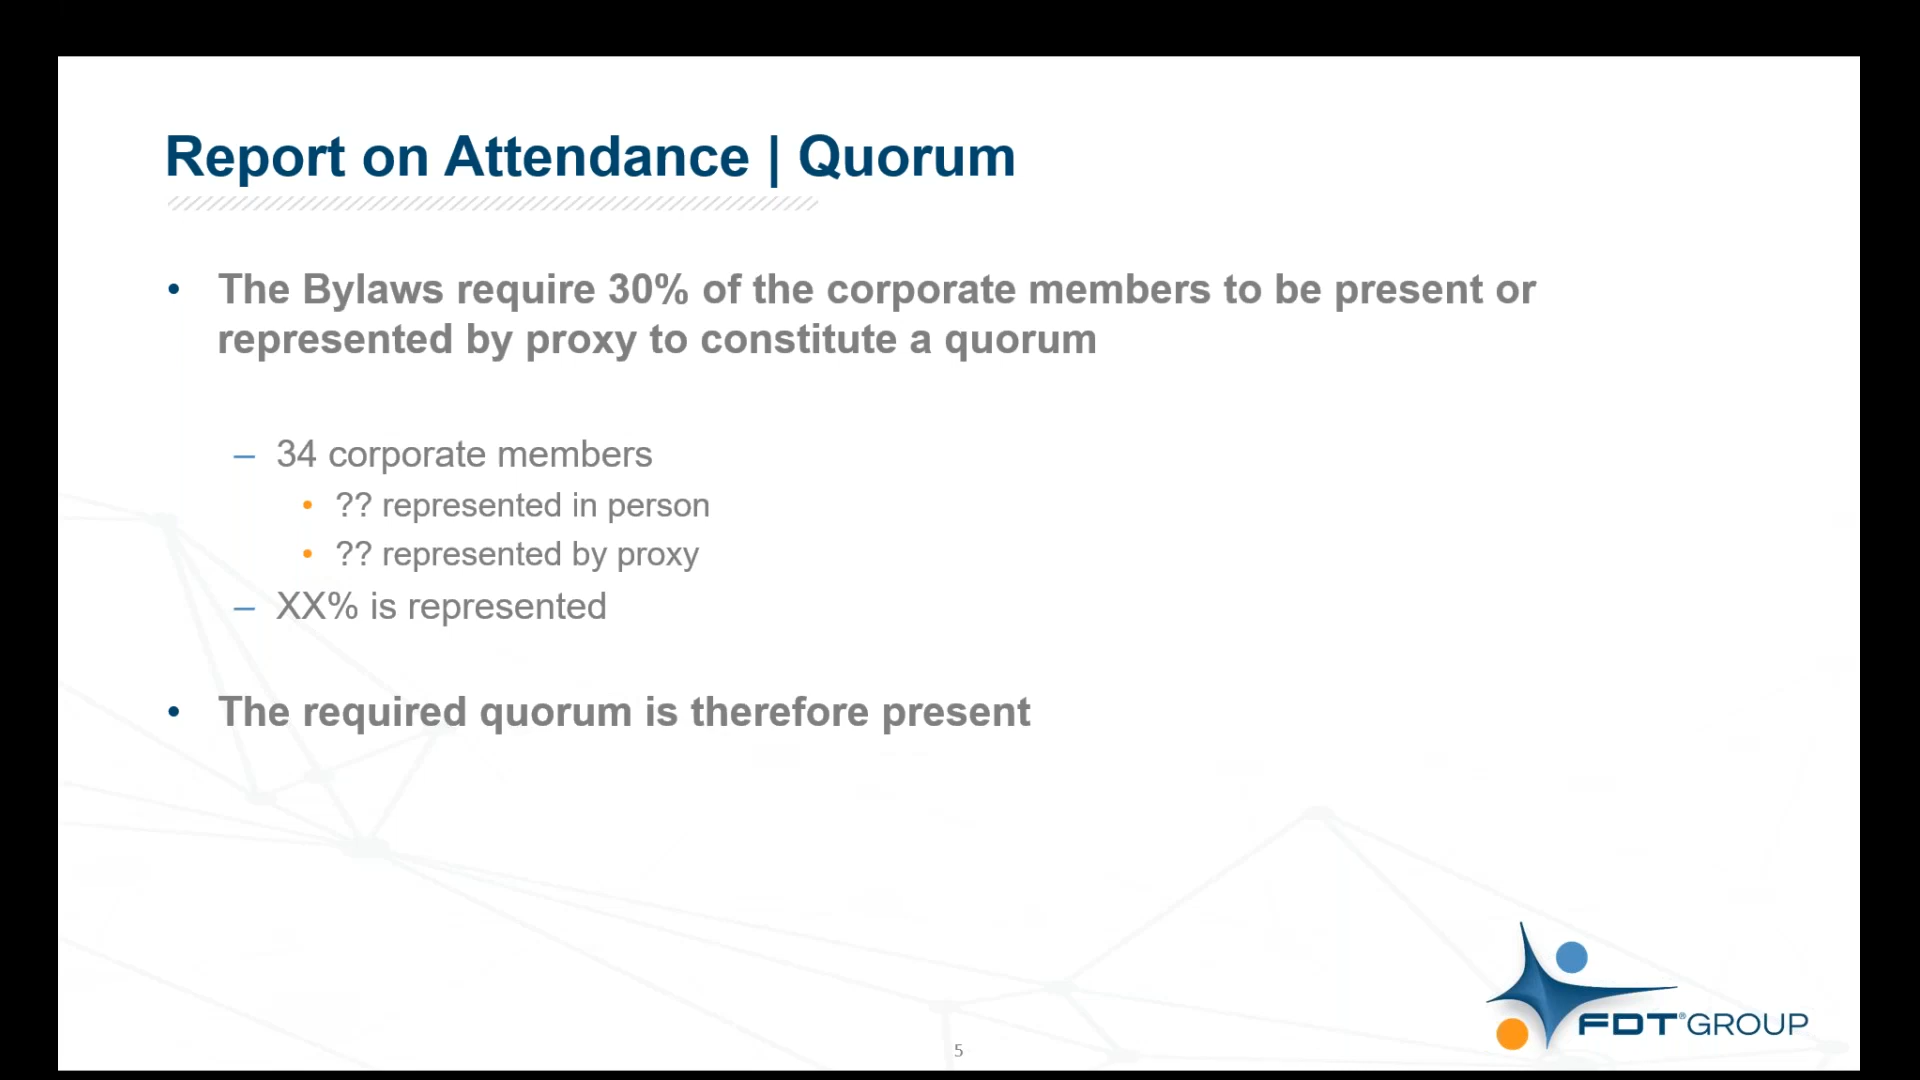 Report on Attendance | Quorum
• The Bylaws require 30% of the corporate members to be present or
represented by proxy to constitute a quorum
– 34 corporate members
• ?? represented in person
• ?? represented by proxy
– XX% is represented
• The required quorum is therefore present
FDT®GROUP
5